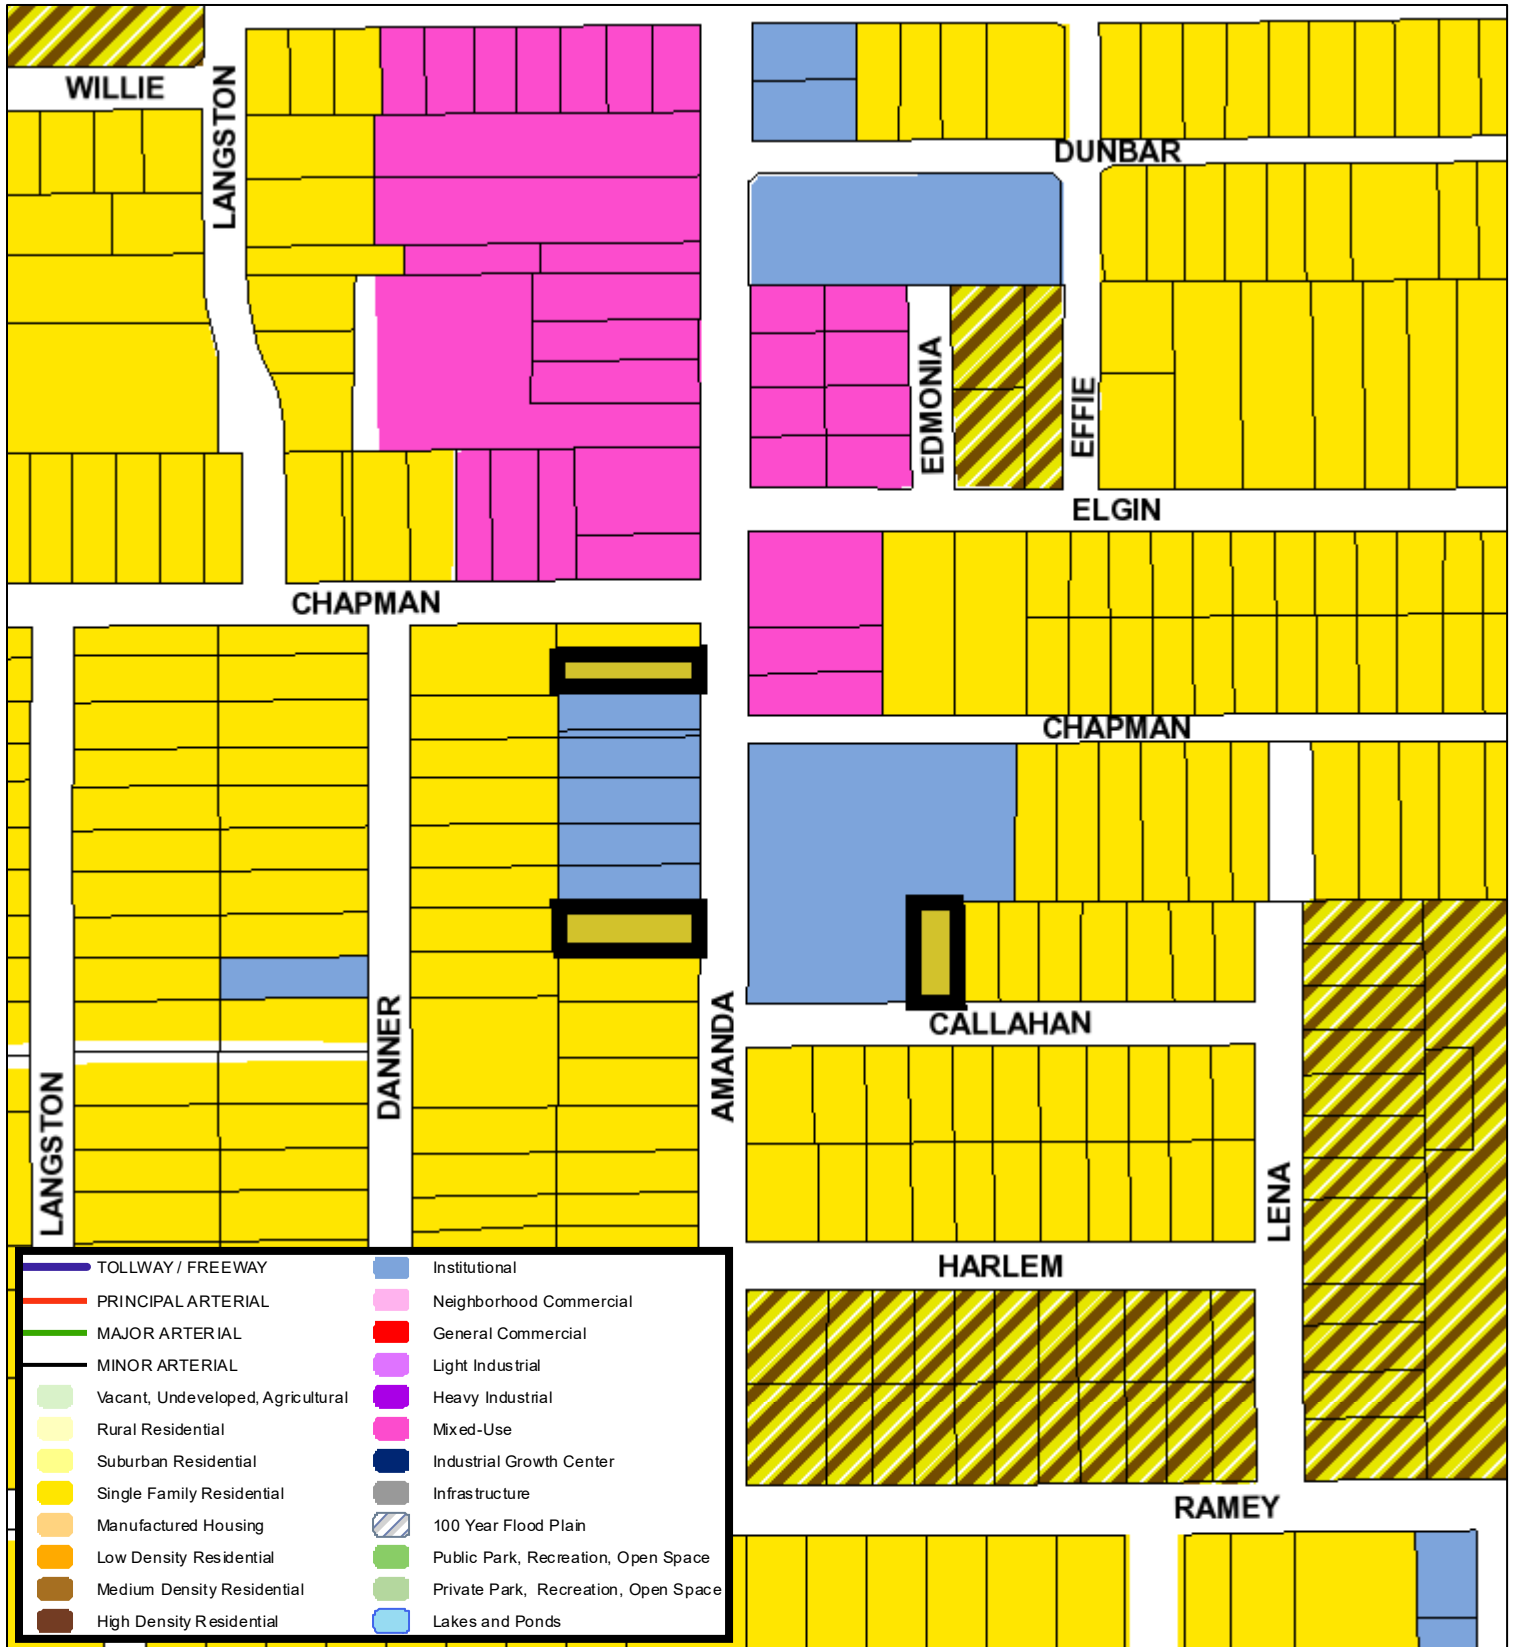 WILLIE
LANGSTON
DUNBAR
EDMONIA
EFFIE
ELGIN
CHAPMAN
CHAPMAN
CALLAHAN
DANNER
AMANDA
LANGSTON
LENA
HARLEM
RAMEY
TOLLWAY / FREEWAY
PRINCIPAL ARTERIAL
MAJOR ARTERIAL
MINOR ARTERIAL
Vacant, Undeveloped, Agricultural
Rural Residential
Suburban Residential
Single Family Residential
Manufactured Housing
Low Density Residential
Medium Density Residential
High Density Residential
Institutional
Neighborhood Commercial
General Commercial
Light Industrial
Heavy Industrial
Mixed-Use
Industrial Growth Center
Infrastructure
100 Year Flood Plain
Public Park, Recreation, Open Space
Private Park, Recreation, Open Space
Lakes and Ponds